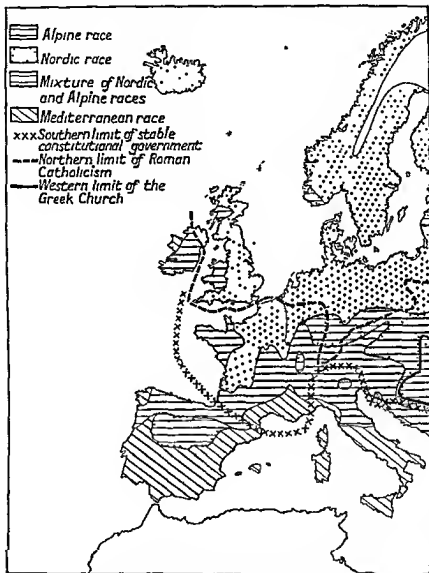 Alpine race
Nordic race
Mixture of Nordic
and Alpine races
Mediterranean race
xxx Southern limit of stable
constitutional government
Northern limit of Roman
Catholicism
Western limit of the
Greek Church